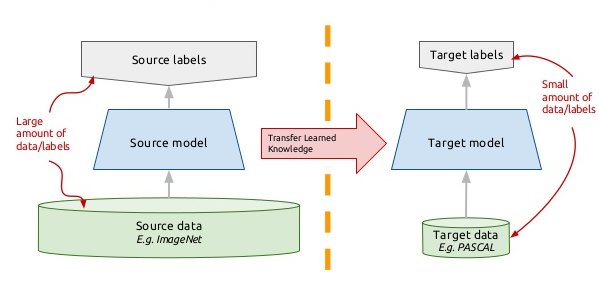 Source labels
Large
amount of
data/labels
Source model
Source data
E.g. ImageNet
Transfer Learned
Knowledge
Target labels
Small
amount of
data/labels
Target model
Target data
E.g. PASCAL